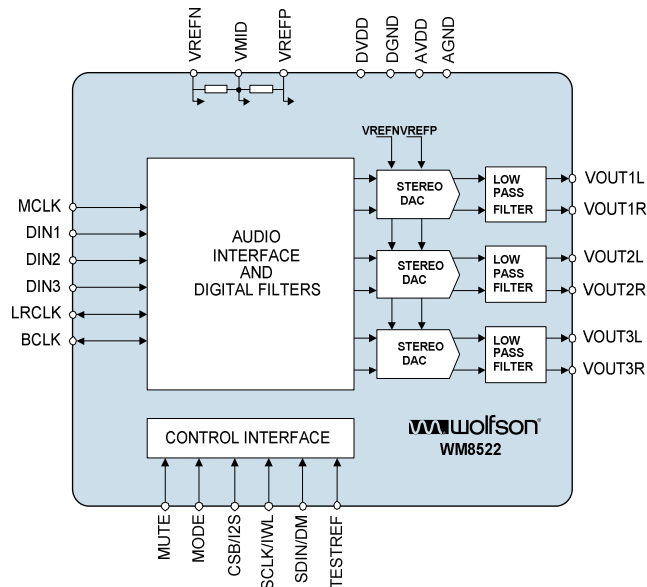 VREFN
VMID
VREFP
DVDD
DGND
AVDD
AGND
VREFNVREFP
MCLK
DIN1
DIN2
DIN3
LRCLK
BCLK
AUDIO
INTERFACE
AND
DIGITAL FILTERS
STEREO
DAC
LOW
PASS
FILTER
VOUT1L
VOUT1R
STEREO
DAC
LOW
PASS
FILTER
VOUT2L
VOUT2R
STEREO
DAC
LOW
PASS
FILTER
VOUT3L
VOUT3R
CONTROL INTERFACE
wolfson®
WM8522
MUTE
MODE
CSB/I2S
SCLK/IWL
SDIN/DM
TESTREF